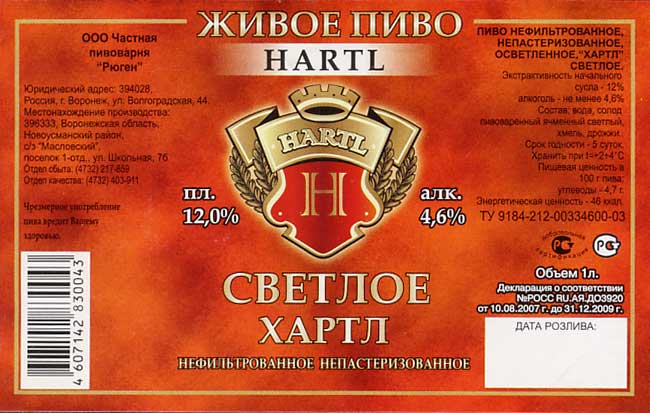 ЖИВОЕ ПИВО
HARTL
ООО Частная
пивоварня
"Рюген"
Юридический адрес: 394028,
Россия, г. Воронеж, ул. Волгоградская, 44.
Местонахождение производства:
396333, Воронежская область,
Новоусманский район,
с/з "Масловский",
поселок 1-отд., ул. Школьная, 7б
Отдел сбыта: (4732) 217-859
Отдел качества: (4732) 403-911
Чрезмерное употребление
пива вредит Вашему
здоровью.
4 607142 830043
HARTL
H
пл.
12,0%
алк.
4,6%
СВЕТЛОЕ
ХАРТЛ
НЕФИЛЬТРОВАННОЕ НЕПАСТЕРИЗОВАННОЕ
ПИВО НЕФИЛЬТРОВАННОЕ,
НЕПАСТЕРИЗОВАННОЕ,
ОСВЕТЛЕННОЕ,"ХАРТЛ"
СВЕТЛОЕ.
Экстрактивность начального
сусла - 12%
алкоголь - не менее 4,6%
Состав: вода, солод
пивоваренный ячменный светлый,
хмель, дрожжи.
Срок годности - 5 суток.
Хранить при t=+2+4°С
Пищевая ценность в
100 г пива:
углеводы - 4,7 г.
Энергетическая ценность - 46 ккал.
ТУ 9184-212-00334600-03
добровольная
сертификация
Объем 1л.
Декларация о соответствии
№РОСС RU.АЯ.ДО3920
от 10.08.2007 г. до 31.12.2009 г.
ДАТА РОЗЛИВА: